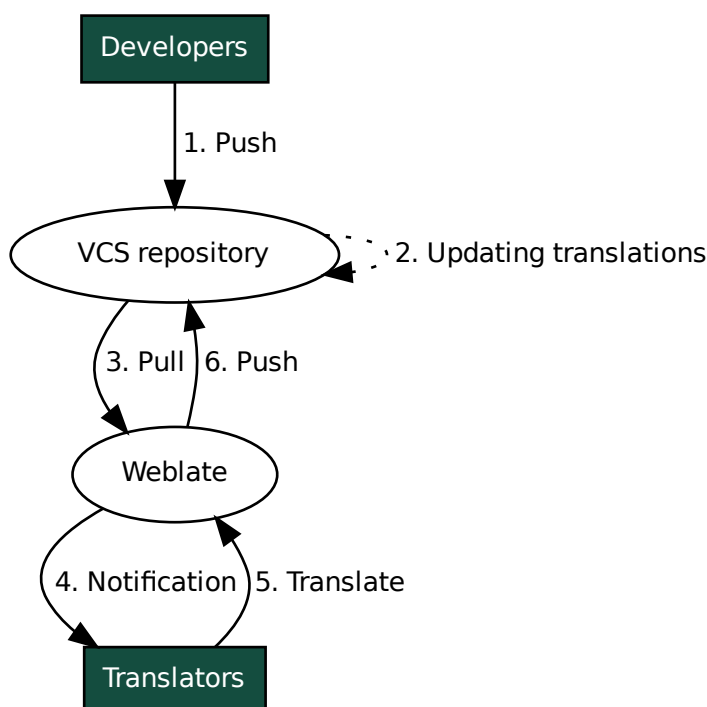 Developers
1. Push
VCS repository
2. Updating translations
3. Pull
6. Push
Weblate
4. Notification
5. Translate
Translators